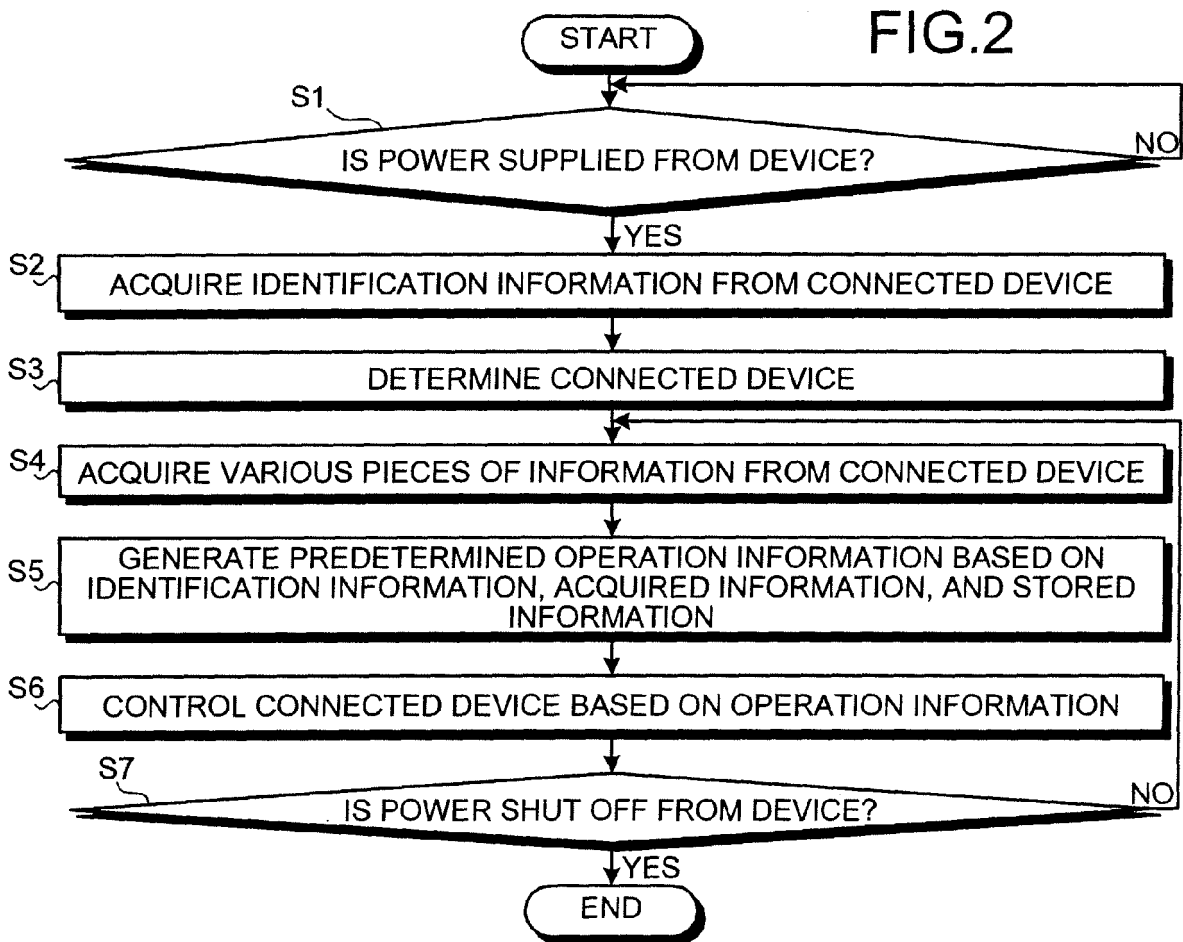 FIG.2
START
S1
IS POWER SUPPLIED FROM DEVICE?
NO
YES
S2
ACQUIRE IDENTIFICATION INFORMATION FROM CONNECTED DEVICE
S3
DETERMINE CONNECTED DEVICE
S4
ACQUIRE VARIOUS PIECES OF INFORMATION FROM CONNECTED DEVICE
S5
GENERATE PREDETERMINED OPERATION INFORMATION BASED ON
IDENTIFICATION INFORMATION, ACQUIRED INFORMATION, AND STORED
INFORMATION
S6
CONTROL CONNECTED DEVICE BASED ON OPERATION INFORMATION
S7
IS POWER SHUT OFF FROM DEVICE?
NO
YES
END